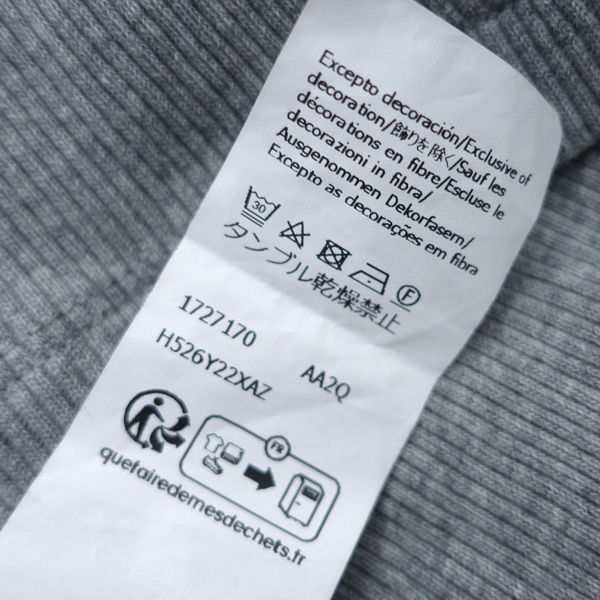 Excepto decoración/Exclusive of
decoration/飾りを除く/Sauf les
décorations en fibre/Escluse le
decorazioni in fibra/
Ausgenommen Dekorfasern/
Excepto as decorações em fibra
30
F
タンブル乾燥禁止
1727170
AA2Q
H526Y22XAZ
FR
quefairedemesdechets.fr